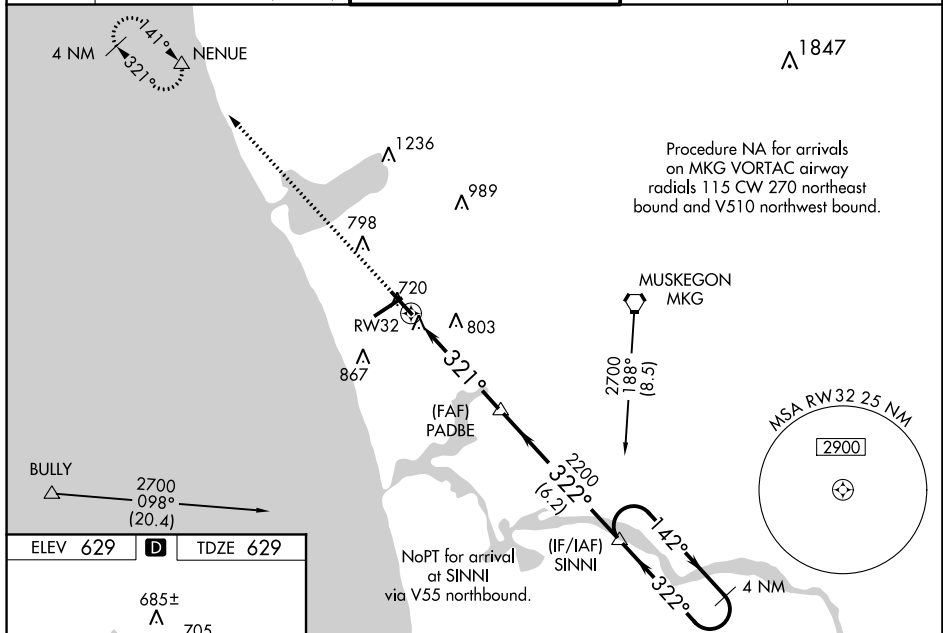 141°
4 NM
NENUE
321°
1847
1236
Procedure NA for arrivals
on MKG VORTAC airway
radials 115 CW 270 northeast
bound and V510 northwest bound.
989
798
MUSKEGON
MKG
720
RW32
803
867
321°
2700
188°
(8.5)
(FAF)
PADBE
MSA RW32 25 NM
2900
BULLY
2700
098°
(20.4)
2200
322°
(6.2)
142°
(IF/IAF)
SINNI
NoPT for arrival
at SINNI
via V55 northbound.
4 NM
322°
ELEV 629 D TDZE 629
685±
705